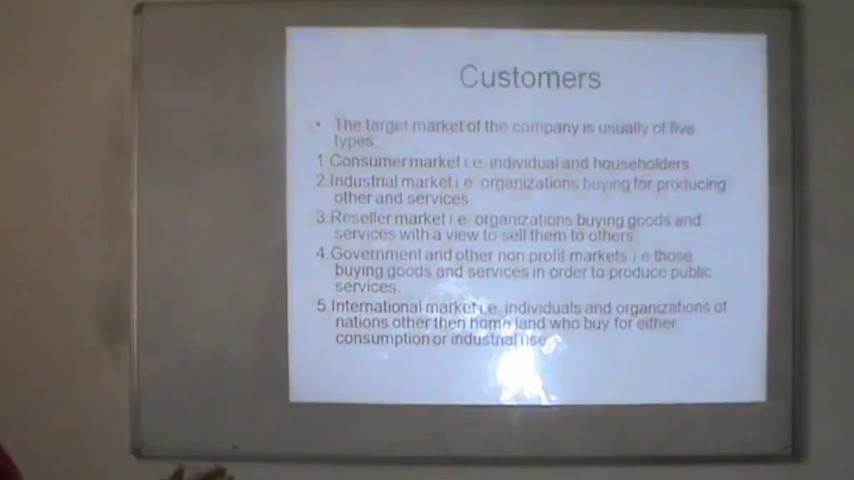 Customers
• The target market of the company is usually of five
types.
1.Consumer market i.e. individual and householders
2.Industrial market i.e. organizations buying for producing
other and services.
3.Reseller market i.e. organizations buying goods and
services with a view to sell them to others.
4.Government and other non profit markets i.e those
buying goods and services in order to produce public
services.
5.International market i.e. individuals and organizations of
nations other then home land who buy for either
consumption or industrial use.